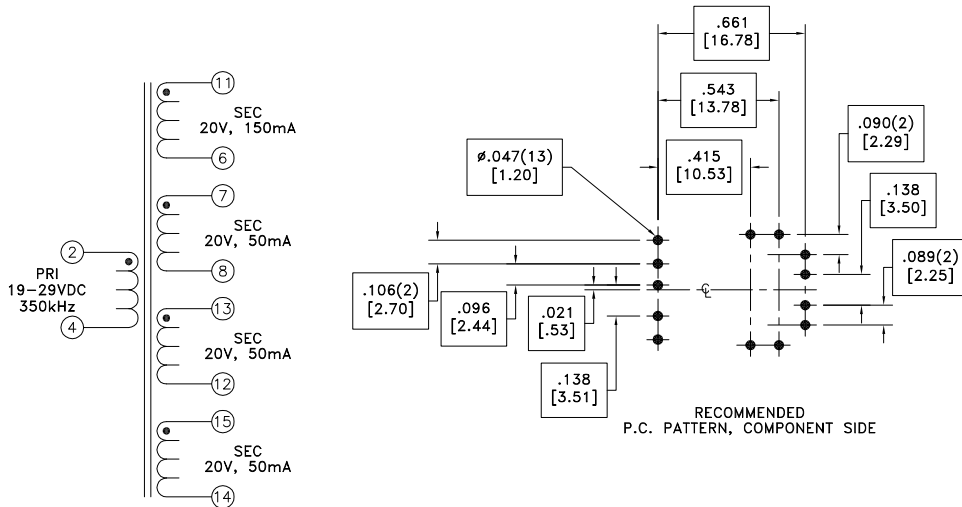 11
SEC
20V, 150mA
6
7
SEC
20V, 50mA
8
2
PRI
19-29VDC
350kHz
4
13
SEC
20V, 50mA
12
15
SEC
20V, 50mA
14
.661
[16.78]
.543
[13.78]
.415
[10.53]
ø.047(13)
[1.20]
.090(2)
[2.29]
.138
[3.50]
.089(2)
[2.25]
.106(2)
[2.70]
.096
[2.44]
.021
[.53]
.138
[3.51]
℄
RECOMMENDED
P.C. PATTERN, COMPONENT SIDE